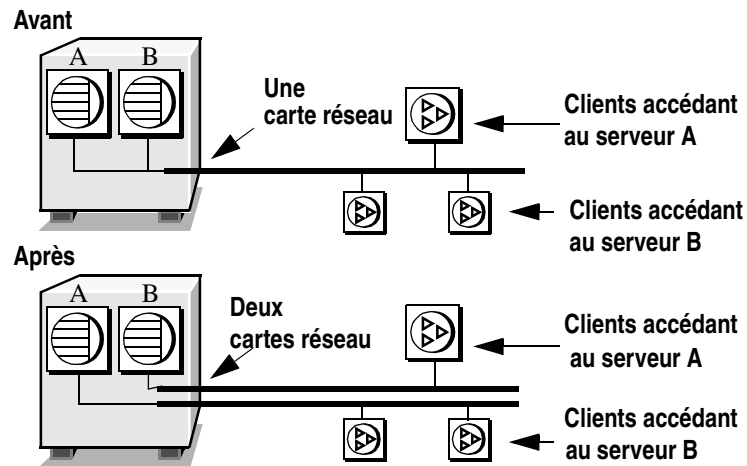 Avant
A B
Une
carte réseau
Clients accédant
au serveur A
Clients accédant
au serveur B
Après
A B
Deux
cartes réseau
Clients accédant
au serveur A
Clients accédant
au serveur B